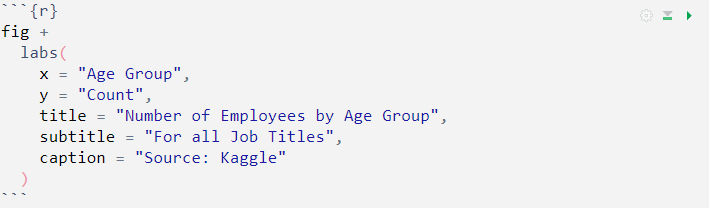 ```{r}
fig +
  labs(
    x = "Age Group",
    y = "Count",
    title = "Number of Employees by Age Group",
    subtitle = "For all Job Titles",
    caption = "Source: Kaggle"
  )
```